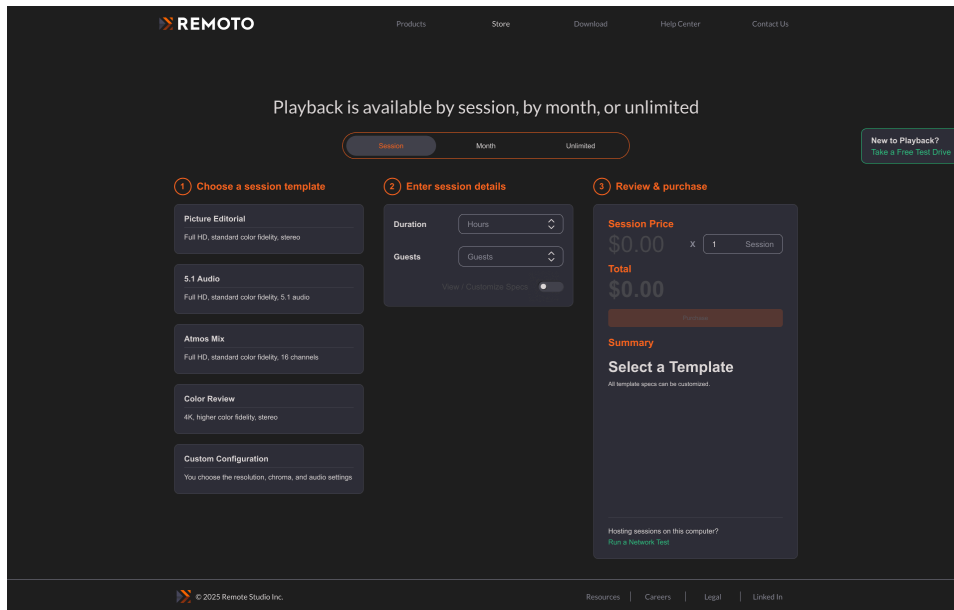 REMOTO
Products
Store
Download
Help Center
Contact Us
Playback is available by session, by month, or unlimited
Session
Month
Unlimited
New to Playback?
Take a Free Test Drive
1 Choose a session template
Picture Editorial
Full HD, standard color fidelity, stereo
5.1 Audio
Full HD, standard color fidelity, 5.1 audio
Atmos Mix
Full HD, standard color fidelity, 16 channels
Color Review
4K, higher color fidelity, stereo
Custom Configuration
You choose the resolution, chroma, and audio settings
2 Enter session details
Duration
Hours
Guests
Guests
View / Customize Specs
3 Review & purchase
Session Price
$0.00 X 1 Session
Total
$0.00
Purchase
Summary
Select a Template
All template specs can be customized.
Hosting sessions on this computer?
Run a Network Test
© 2025 Remote Studio Inc.
Resources
Careers
Legal
Linked In